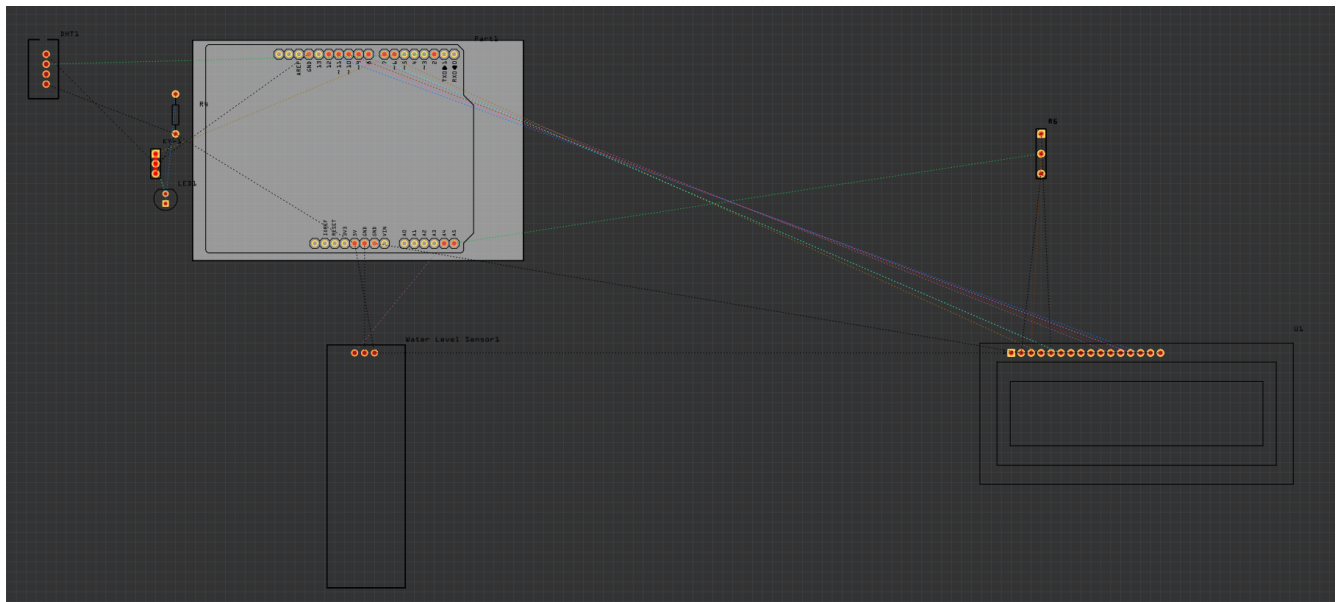 DHT1
Part1
R4
R6
AREF
GND
13
12
~11
~10
~9
8
7
~6
~5
4
~3
2
TX0▶1
RX0◀0
LED1
IOREF
RESET
3V3
5V
GND
GND
VIN
A0
A1
A2
A3
A4
A5
U1
Water Level Sensor1